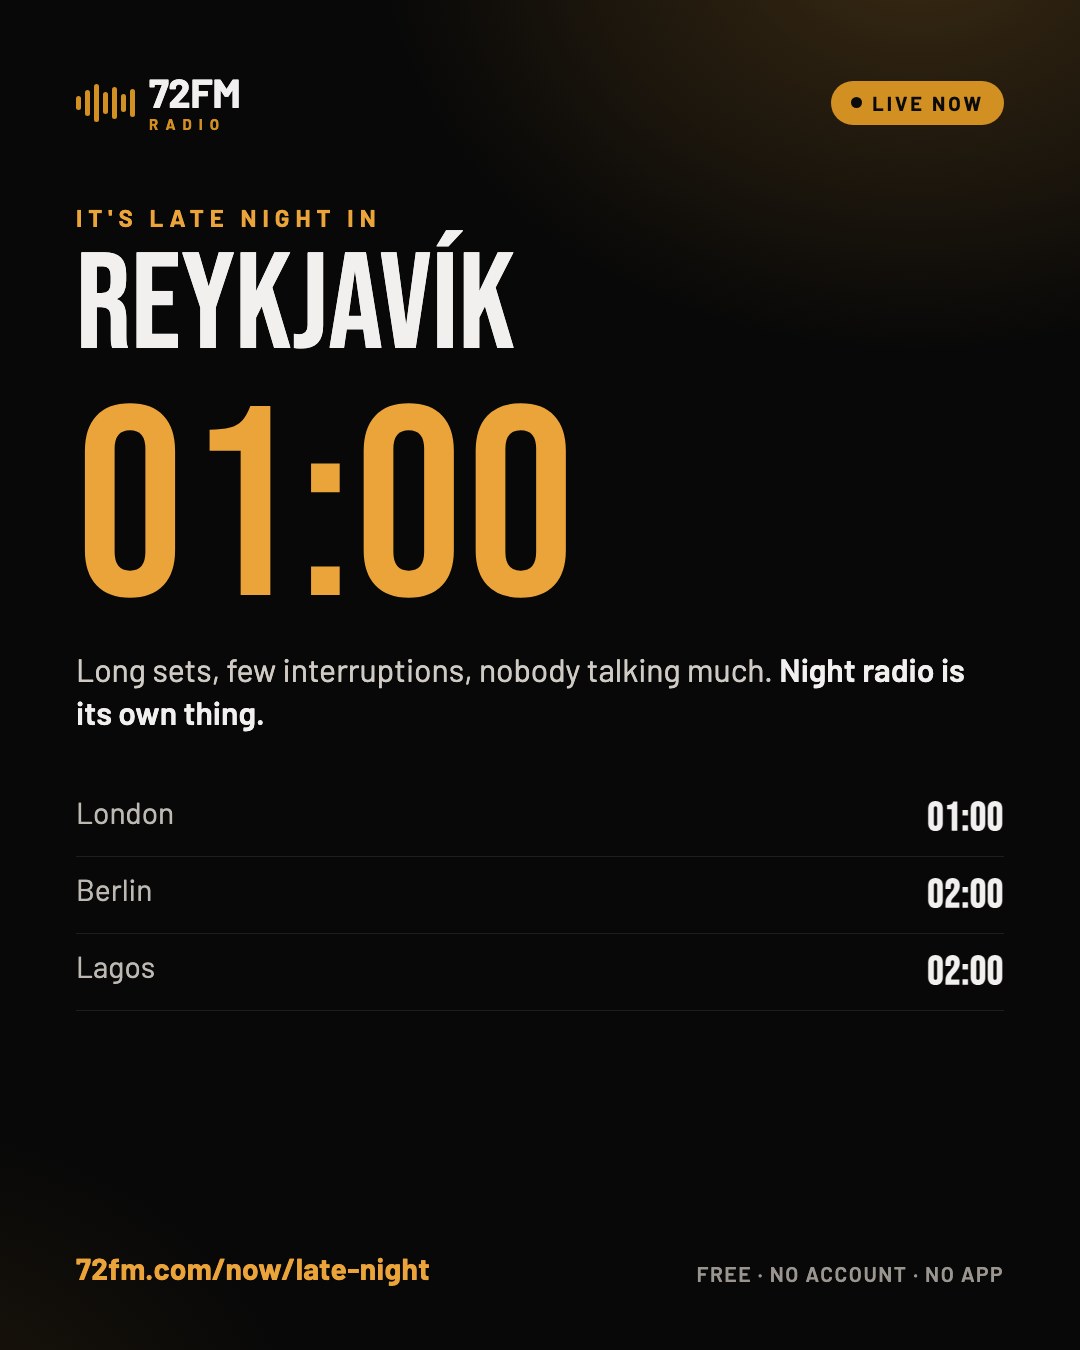 72FM
RADIO
LIVE NOW
IT'S LATE NIGHT IN
REYKJAVÍK
01:00
Long sets, few interruptions, nobody talking much. Night radio is
its own thing.
London 01:00
Berlin 02:00
Lagos 02:00
72fm.com/now/late-night
FREE · NO ACCOUNT · NO APP